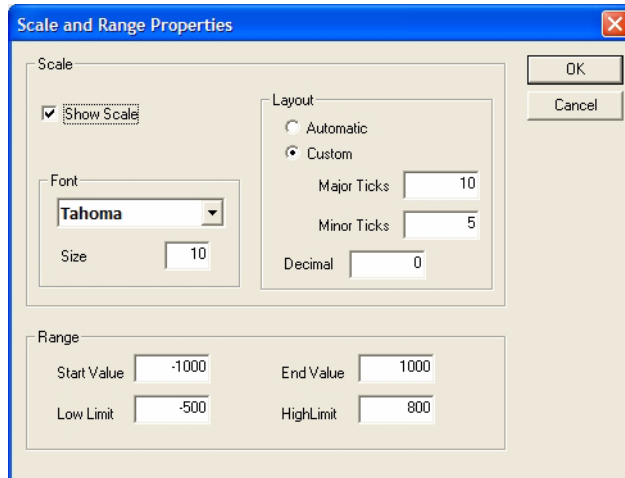 Scale and Range Properties
Scale
Show Scale
Font
Tahoma
Size 10
Layout
Automatic
Custom
Major Ticks 10
Minor Ticks 5
Decimal 0
OK
Cancel
Range
Start Value -1000 End Value 1000
Low Limit -500 HighLimit 800